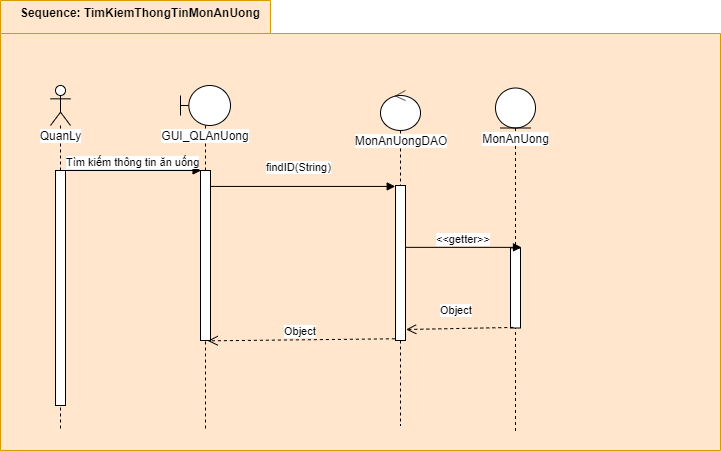 Sequence: TimKiemThongTinMonAnUong
QuanLy
GUI_QLAnUong
MonAnUongDAO
MonAnUong
Tìm kiếm thông tin ăn uống
findID(String)
<<getter>>
Object
Object